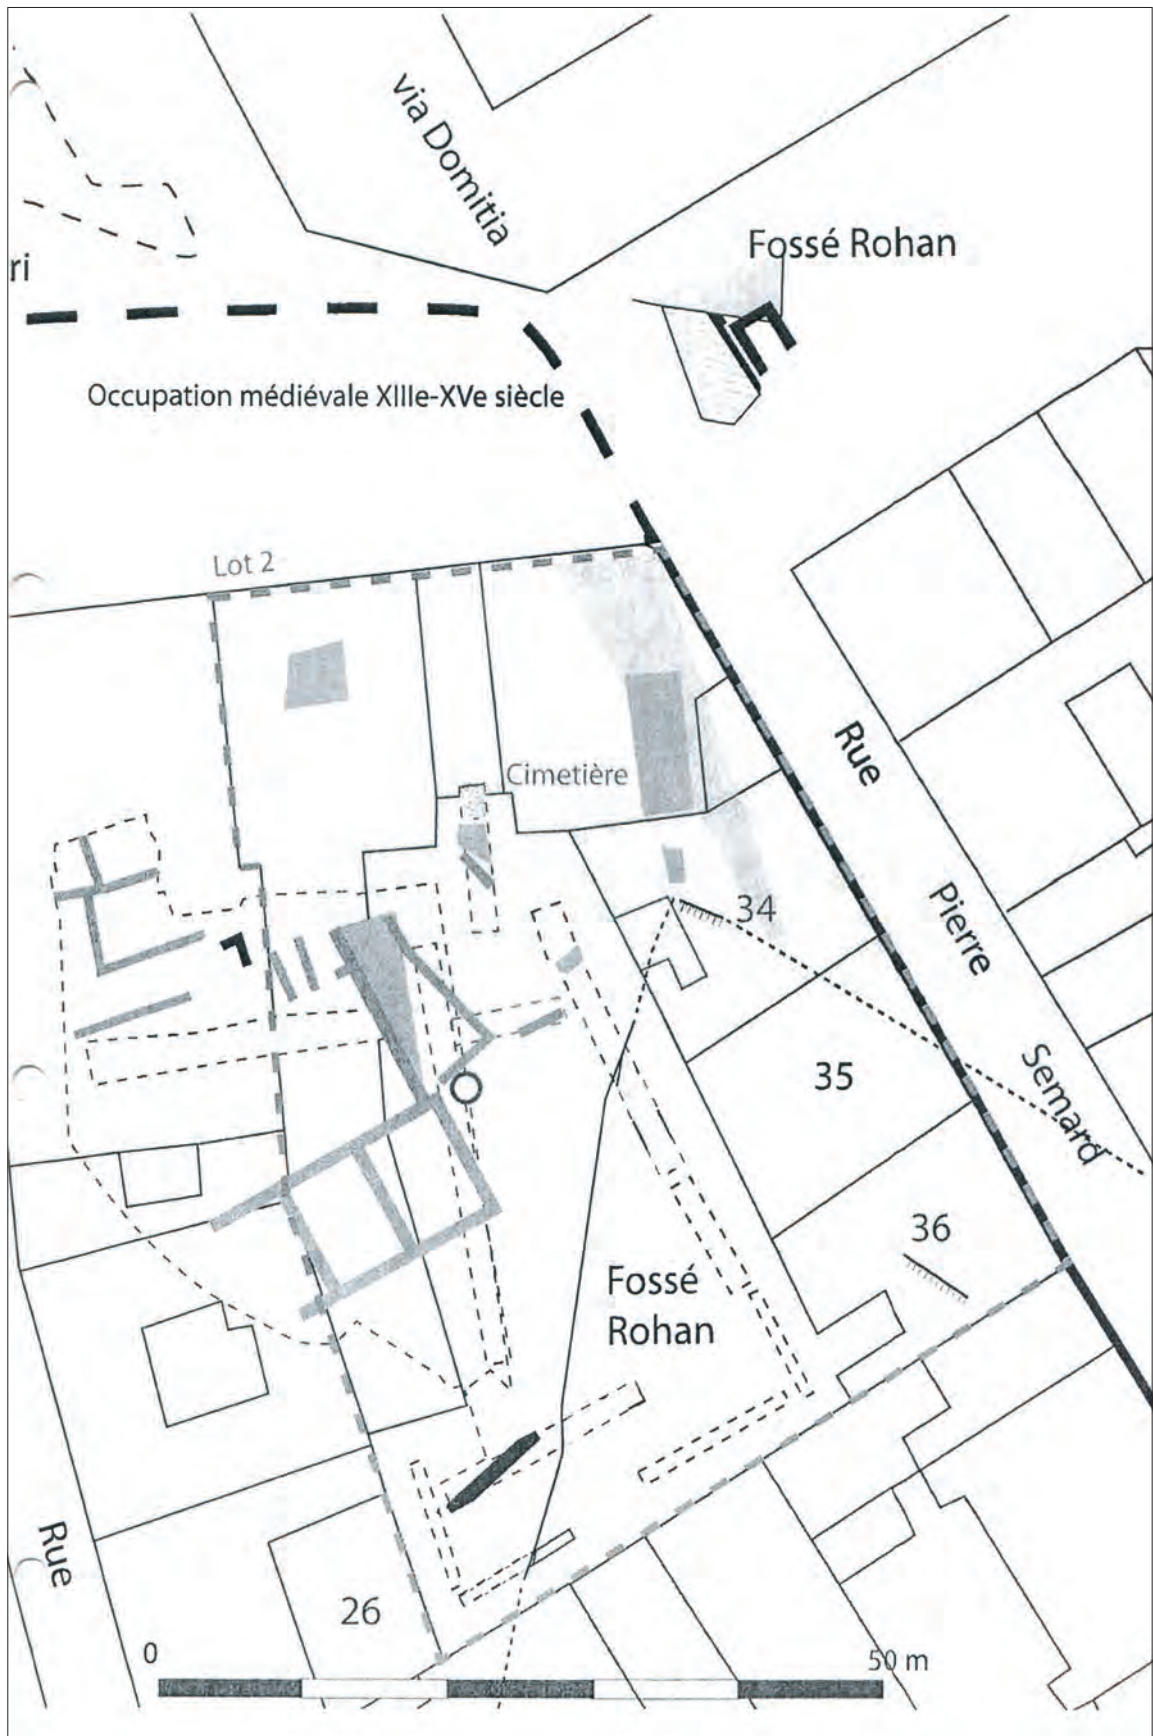 via Domitia
Fossé Rohan
ri
Occupation médiévale XIIIe-XVe siècle
Lot 2
Rue
Cimetière
34
Pierre
35
Semard
36
Fossé
Rohan
Rue
26
0
50 m